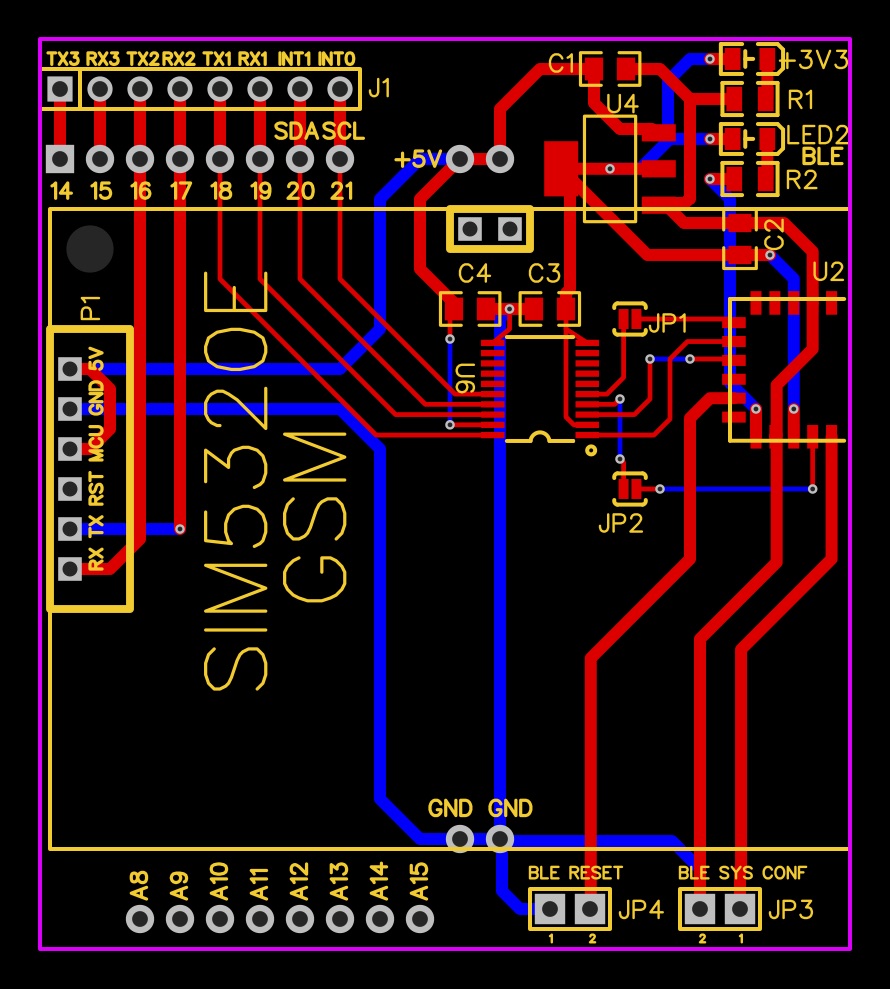 TX3 RX3 TX2 RX2 TX1 RX1 INT1 INT0
J1
SDA SCL
14 15 16 17 18 19 20 21
+5V
C1
U4
+3V3
R1
LED2
BLE
R2
C2
U2
P1
5V
GND
MCU
RST
TX
RX
SIM5320E
GSM
C4 C3
U6
JP1
JP2
GND GND
A8 A9 A10 A11 A12 A13 A14 A15
BLE RESET
JP4
1 2
BLE SYS CONF
JP3
2 1